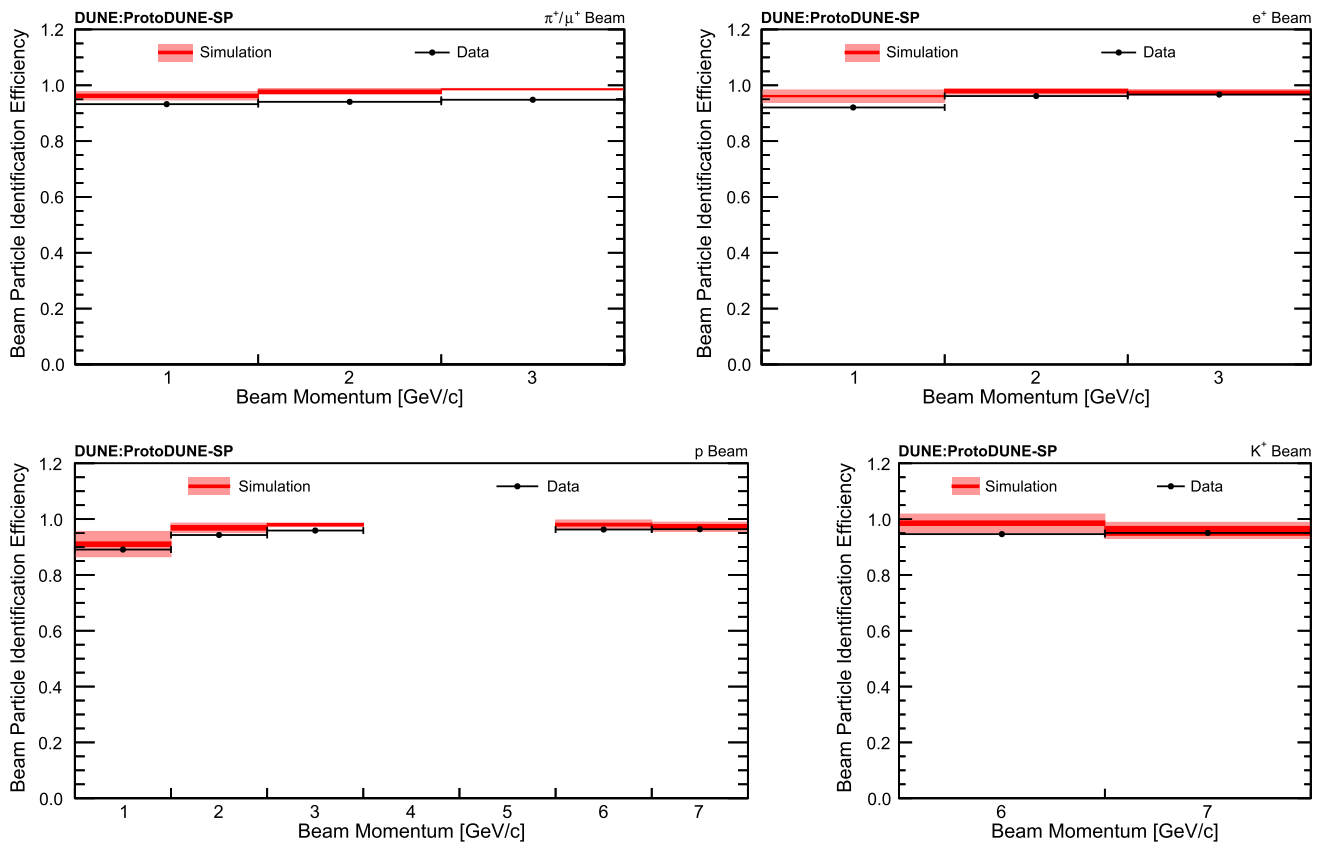 DUNE:ProtoDUNE-SP π⁺/μ⁺ Beam
Simulation Data
Beam Particle Identification Efficiency
1.2
1.0
0.8
0.6
0.4
0.2
0.0
1 2 3
Beam Momentum [GeV/c]
DUNE:ProtoDUNE-SP e⁺ Beam
Simulation Data
Beam Particle Identification Efficiency
1.2
1.0
0.8
0.6
0.4
0.2
0.0
1 2 3
Beam Momentum [GeV/c]
DUNE:ProtoDUNE-SP p Beam
Simulation Data
Beam Particle Identification Efficiency
1.2
1.0
0.8
0.6
0.4
0.2
0.0
1 2 3 4 5 6 7
Beam Momentum [GeV/c]
DUNE:ProtoDUNE-SP K⁺ Beam
Simulation Data
Beam Particle Identification Efficiency
1.2
1.0
0.8
0.6
0.4
0.2
0.0
6 7
Beam Momentum [GeV/c]